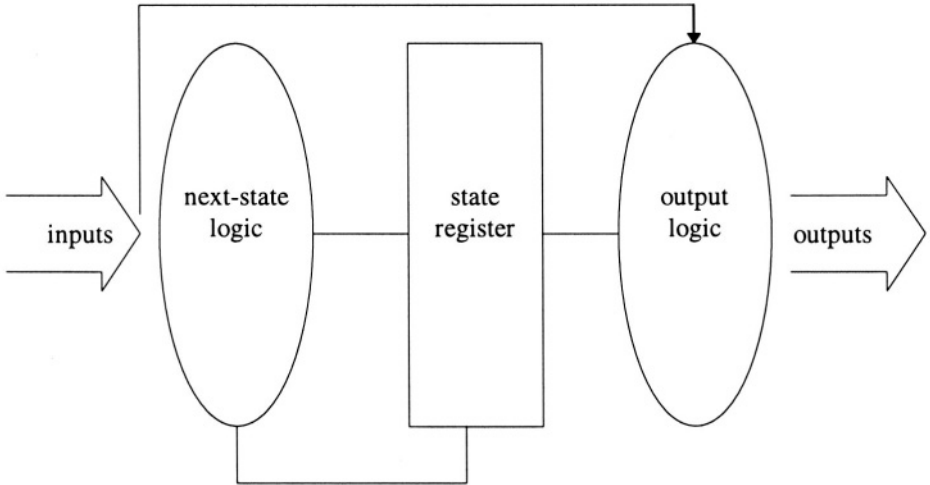 inputs
next-state
logic
state
register
output
logic
outputs